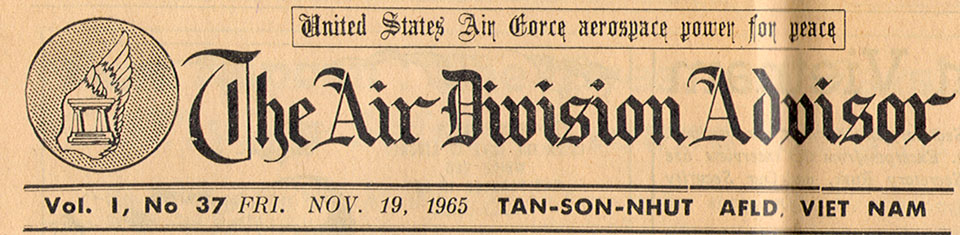 United States Air Force aerospace power for peace
The Air Division Advisor
Vol. I, No 37 FRI. NOV. 19, 1965 TAN-SON-NHUT AFLD. VIET NAM